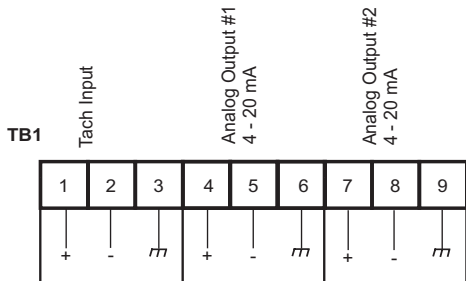 Tach Input
Analog Output #1
4 - 20 mA
Analog Output #2
4 - 20 mA
TB1
1 2 3 4 5 6 7 8 9
+ - + - + -